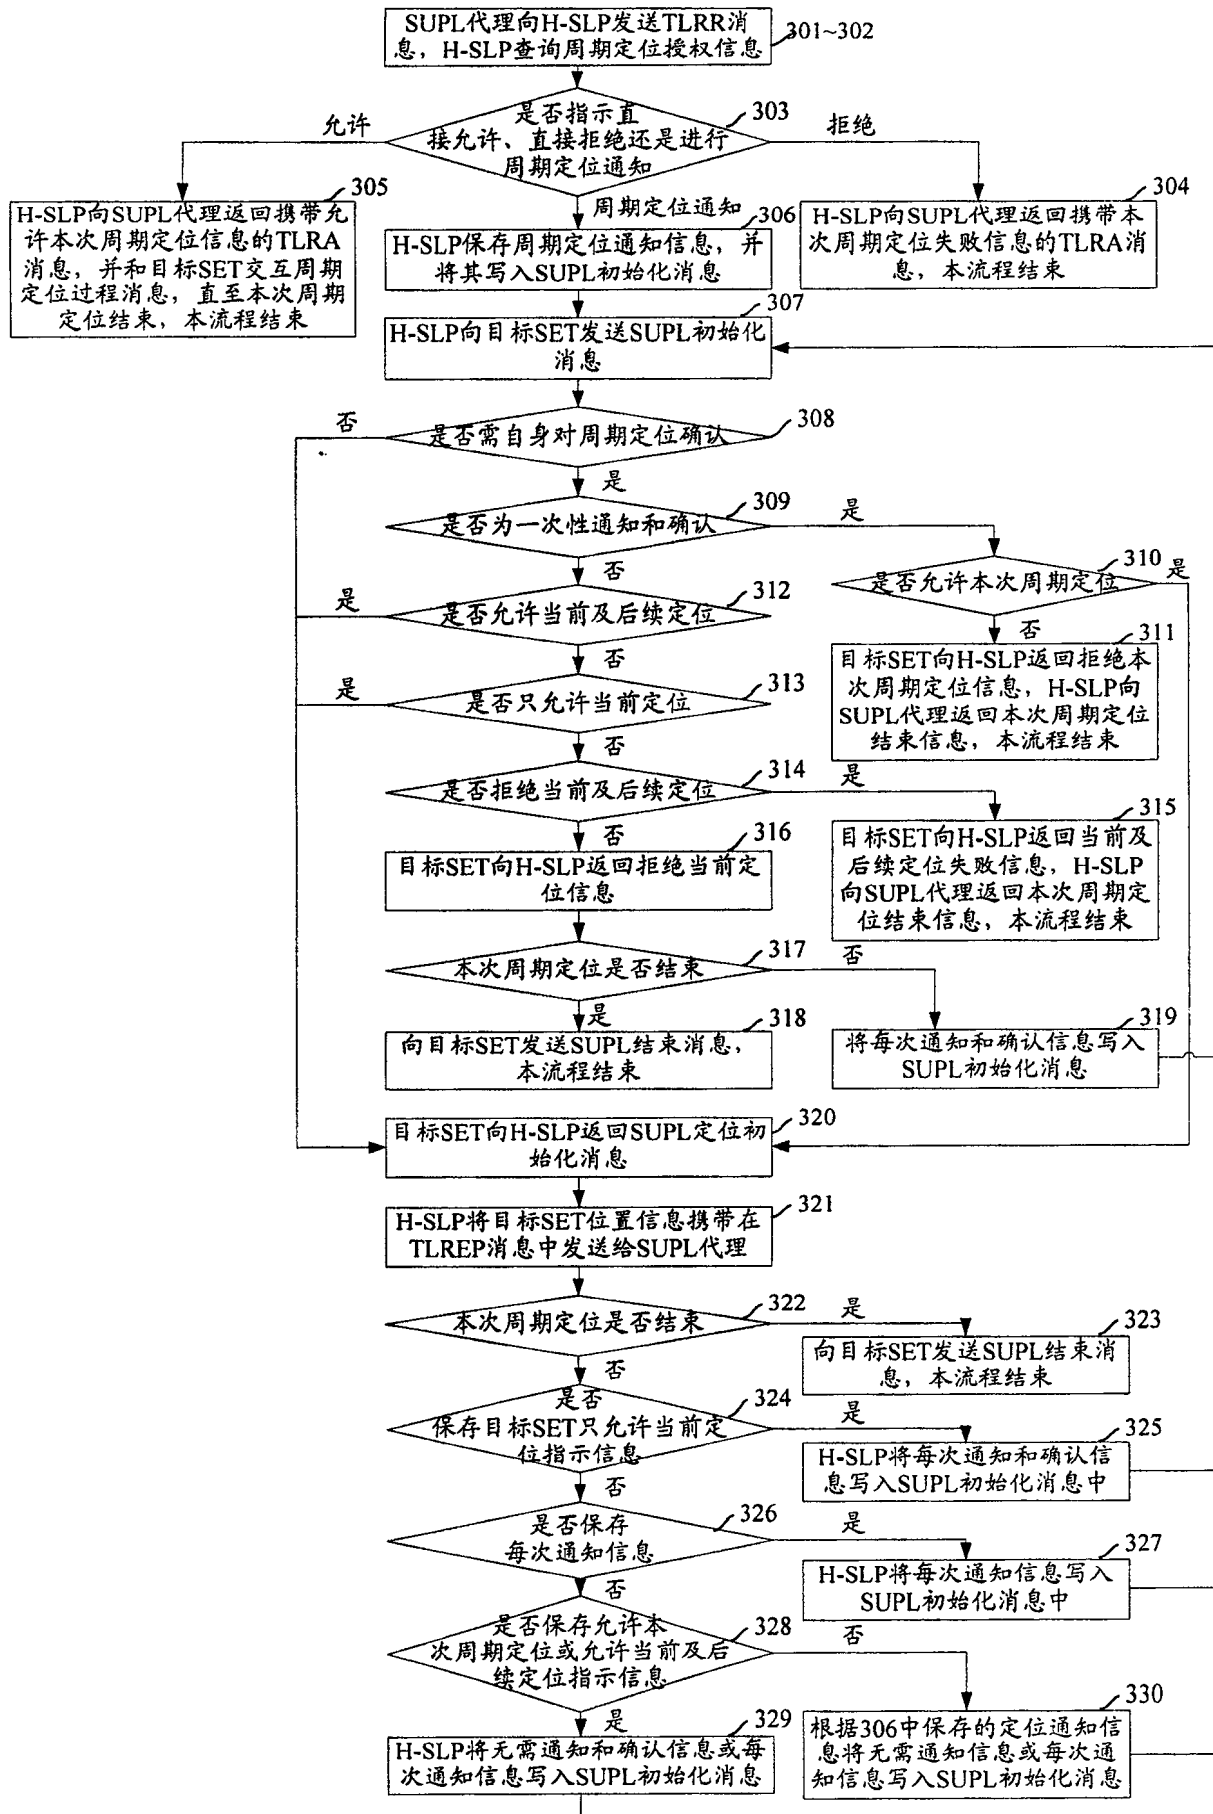 SUPL代理向H-SLP发送TLRR消
息，H-SLP查询周期定位授权信息
301~302
是否指示直
接允许、直接拒绝还是进行
周期定位通知
303
允许
拒绝
周期定位通知
305
H-SLP向SUPL代理返回携带允
许本次周期定位信息的TLRA
消息，并和目标SET交互周期
定位过程消息，直至本次周期
定位结束，本流程结束
304
H-SLP向SUPL代理返回携带本
次周期定位失败信息的TLRA消
息，本流程结束
306
H-SLP保存周期定位通知信息，并
将其写入SUPL初始化消息
307
H-SLP向目标SET发送SUPL初始化
消息
308
是否需自身对周期定位确认
否
是
309
是否为一次性通知和确认
是
否
310
是否允许本次周期定位
是
否
311
目标SET向H-SLP返回拒绝本
次周期定位信息，H-SLP向
SUPL代理返回本次周期定位
结束信息，本流程结束
312
是否允许当前及后续定位
是
否
313
是否只允许当前定位
是
否
314
是否拒绝当前及后续定位
是
否
315
目标SET向H-SLP返回当前及
后续定位失败信息，H-SLP
向SUPL代理返回本次周期定
位结束信息，本流程结束
316
目标SET向H-SLP返回拒绝当前定
位信息
317
本次周期定位是否结束
否
是
318
向目标SET发送SUPL结束消息，
本流程结束
319
将每次通知和确认信息写入
SUPL初始化消息
320
目标SET向H-SLP返回SUPL定位初
始化消息
321
H-SLP将目标SET位置信息携带在
TLREP消息中发送给SUPL代理
322
本次周期定位是否结束
是
否
323
向目标SET发送SUPL结束消
息，本流程结束
324
是否
保存目标SET只允许当前定
位指示信息
是
否
325
H-SLP将每次通知和确认信
息写入SUPL初始化消息中
326
是否保存
每次通知信息
是
否
327
H-SLP将每次通知信息写入
SUPL初始化消息中
328
是否保存允许本
次周期定位或允许当前及后
续定位指示信息
否
是
329
H-SLP将无需通知和确认信息或每
次通知信息写入SUPL初始化消息
330
根据306中保存的定位通知信
息将无需通知信息或每次通
知信息写入SUPL初始化消息